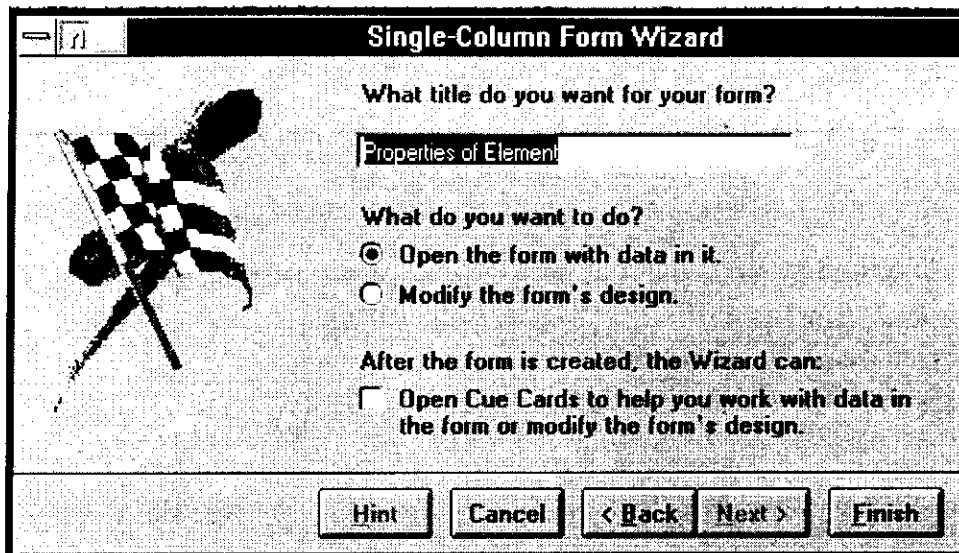 Single-Column Form Wizard
What title do you want for your form?
Properties of Element
What do you want to do?
Open the form with data in it.
Modify the form's design.
After the form is created, the Wizard can:
Open Cue Cards to help you work with data in
the form or modify the form's design.
Hint Cancel < Back Next > Finish